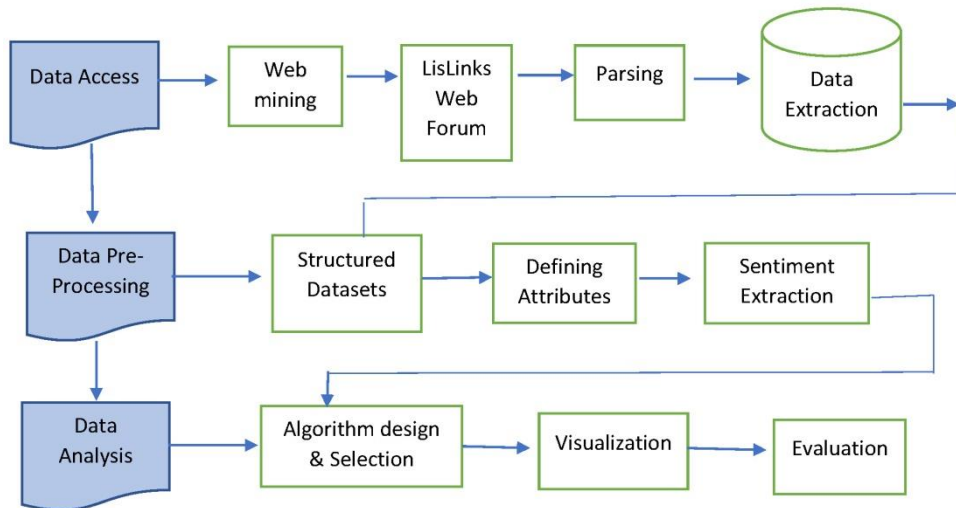 Data Access
Web
mining
LisLinks
Web
Forum
Parsing
Data
Extraction
Data Pre-
Processing
Structured
Datasets
Defining
Attributes
Sentiment
Extraction
Data
Analysis
Algorithm design
& Selection
Visualization
Evaluation